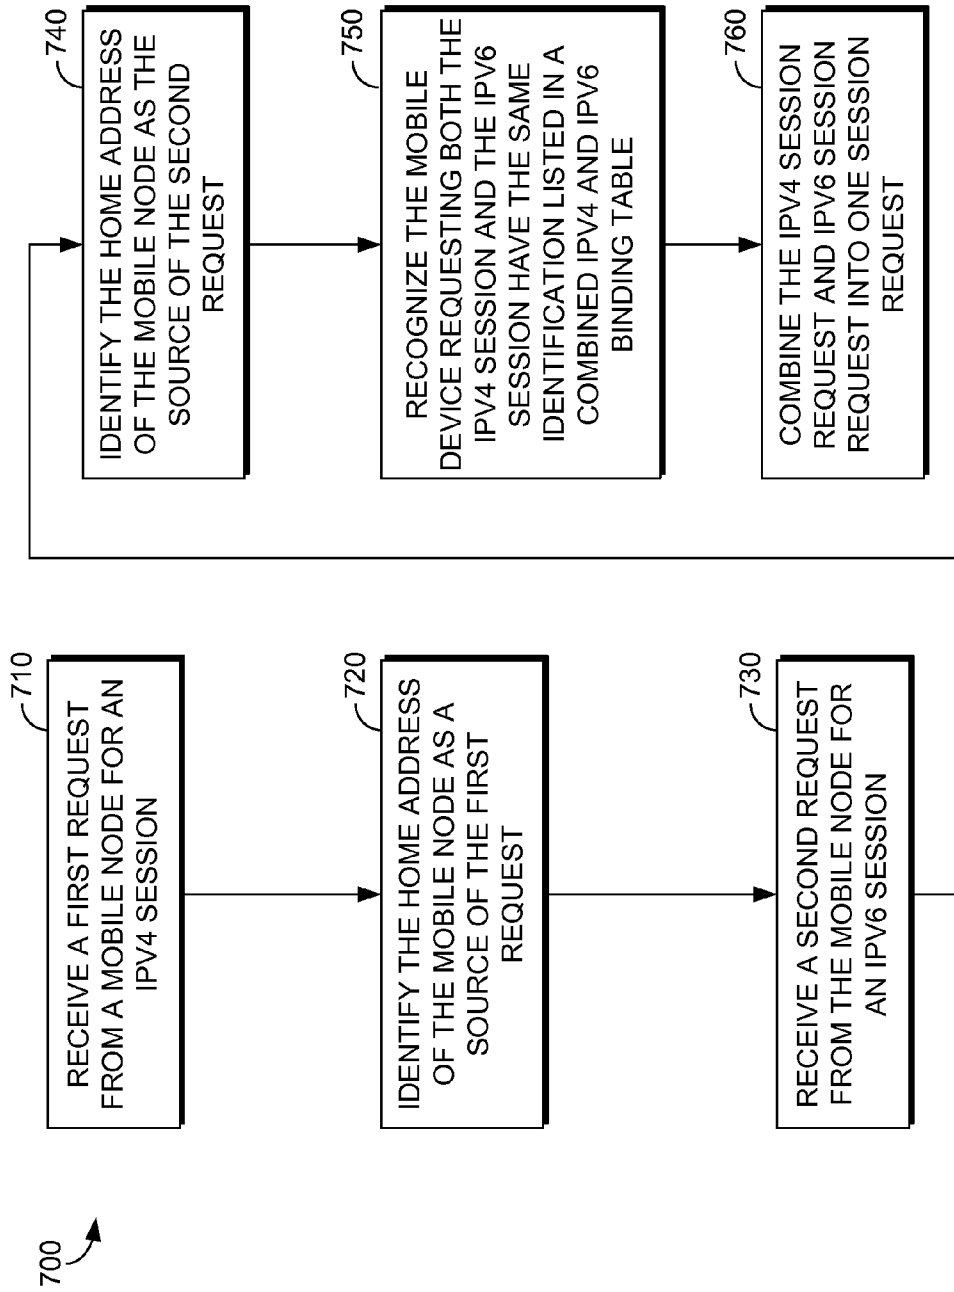 700
710
RECEIVE A FIRST REQUEST
FROM A MOBILE NODE FOR AN
IPV4 SESSION
720
IDENTIFY THE HOME ADDRESS
OF THE MOBILE NODE AS A
SOURCE OF THE FIRST
REQUEST
730
RECEIVE A SECOND REQUEST
FROM THE MOBILE NODE FOR
AN IPV6 SESSION
740
IDENTIFY THE HOME ADDRESS
OF THE MOBILE NODE AS THE
SOURCE OF THE SECOND
REQUEST
750
RECOGNIZE THE MOBILE
DEVICE REQUESTING BOTH THE
IPV4 SESSION AND THE IPV6
SESSION HAVE THE SAME
IDENTIFICATION LISTED IN A
COMBINED IPV4 AND IPV6
BINDING TABLE
760
COMBINE THE IPV4 SESSION
REQUEST AND IPV6 SESSION
REQUEST INTO ONE SESSION
REQUEST